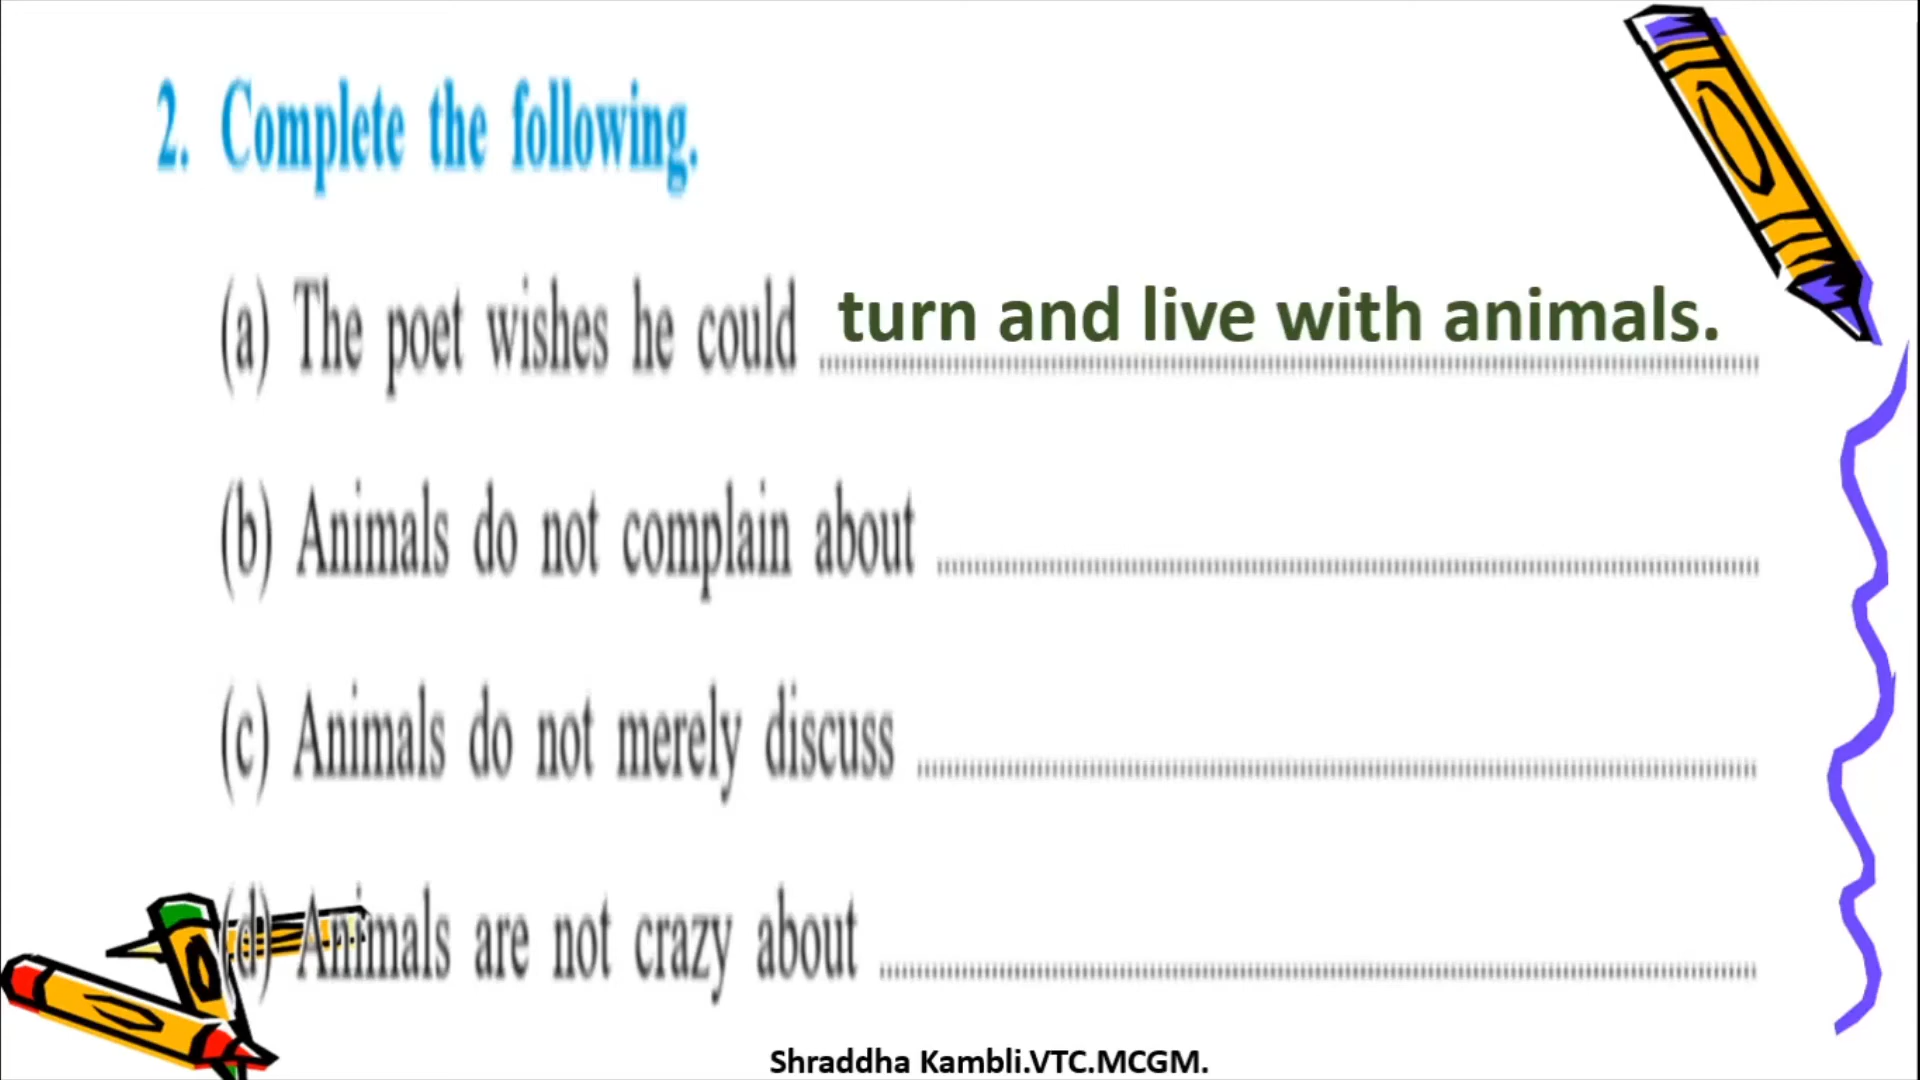 2. Complete the following.
(a) The poet wishes he could turn and live with animals.
(b) Animals do not complain about
(c) Animals do not merely discuss
(d) Animals are not crazy about
Shraddha Kambli.VTC.MCGM.